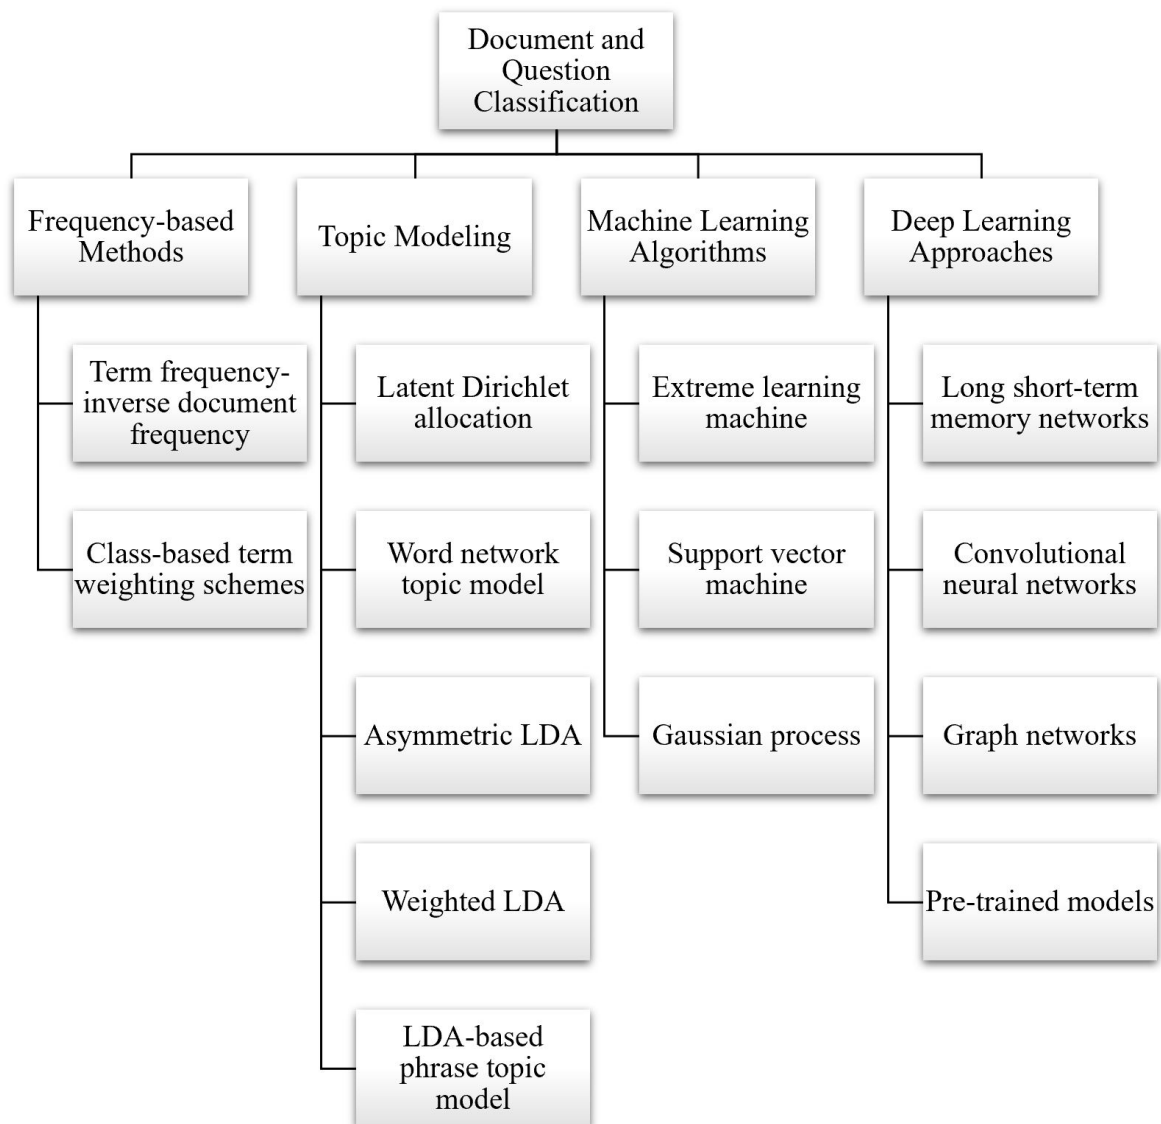 Document and
Question
Classification
Frequency-based
Methods
Topic Modeling
Machine Learning
Algorithms
Deep Learning
Approaches
Term frequency-
inverse document
frequency
Class-based term
weighting schemes
Latent Dirichlet
allocation
Word network
topic model
Asymmetric LDA
Weighted LDA
LDA-based
phrase topic
model
Extreme learning
machine
Support vector
machine
Gaussian process
Long short-term
memory networks
Convolutional
neural networks
Graph networks
Pre-trained models